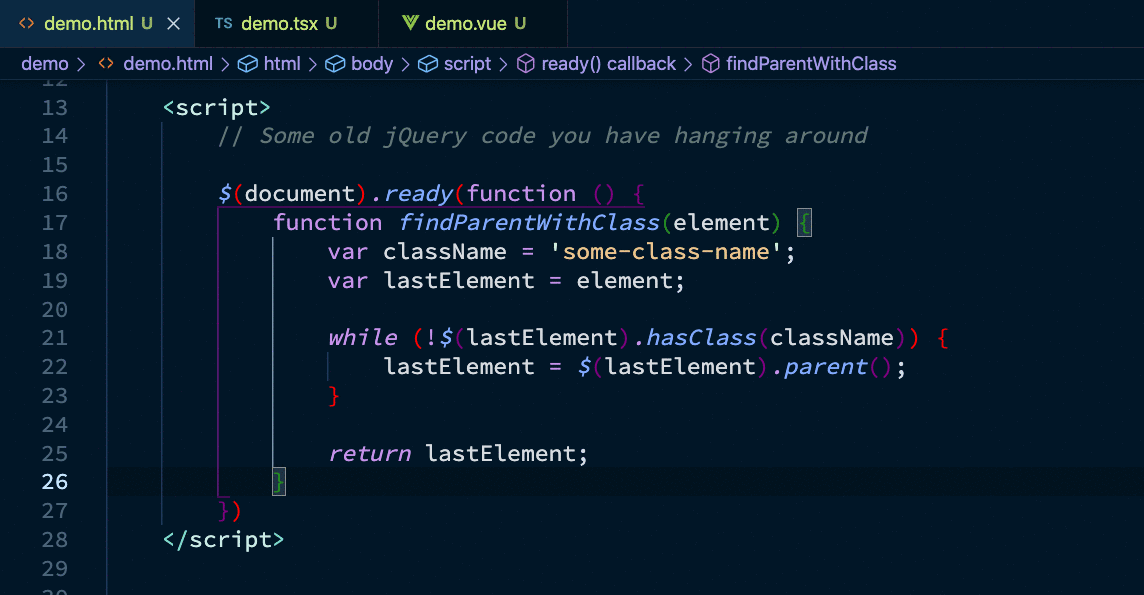 demo.html U × TS demo.tsx U demo.vue U
demo > demo.html > html > body > script > ready() callback > findParentWithClass
12
13 <script>
14 // Some old jQuery code you have hanging around
15
16 $(document).ready(function () {
17 function findParentWithClass(element) {
18 var className = 'some-class-name';
19 var lastElement = element;
20
21 while (!$(lastElement).hasClass(className)) {
22 lastElement = $(lastElement).parent();
23 }
24
25 return lastElement;
26 }
27 })
28 </script>
29